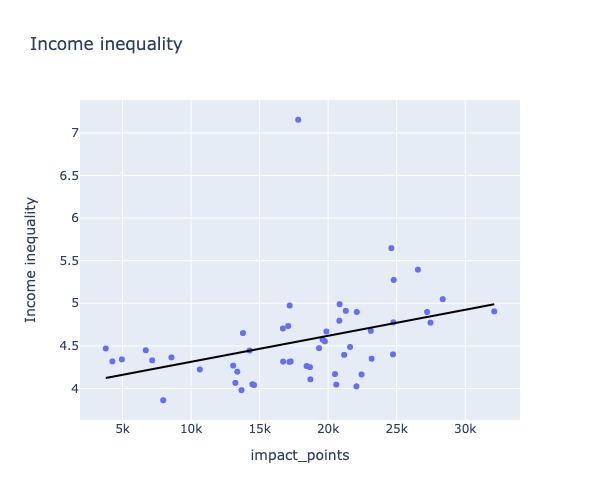 Income inequality
7
6.5
6
5.5
5
4.5
4
Income inequality
5k
10k
15k
20k
25k
30k
impact_points